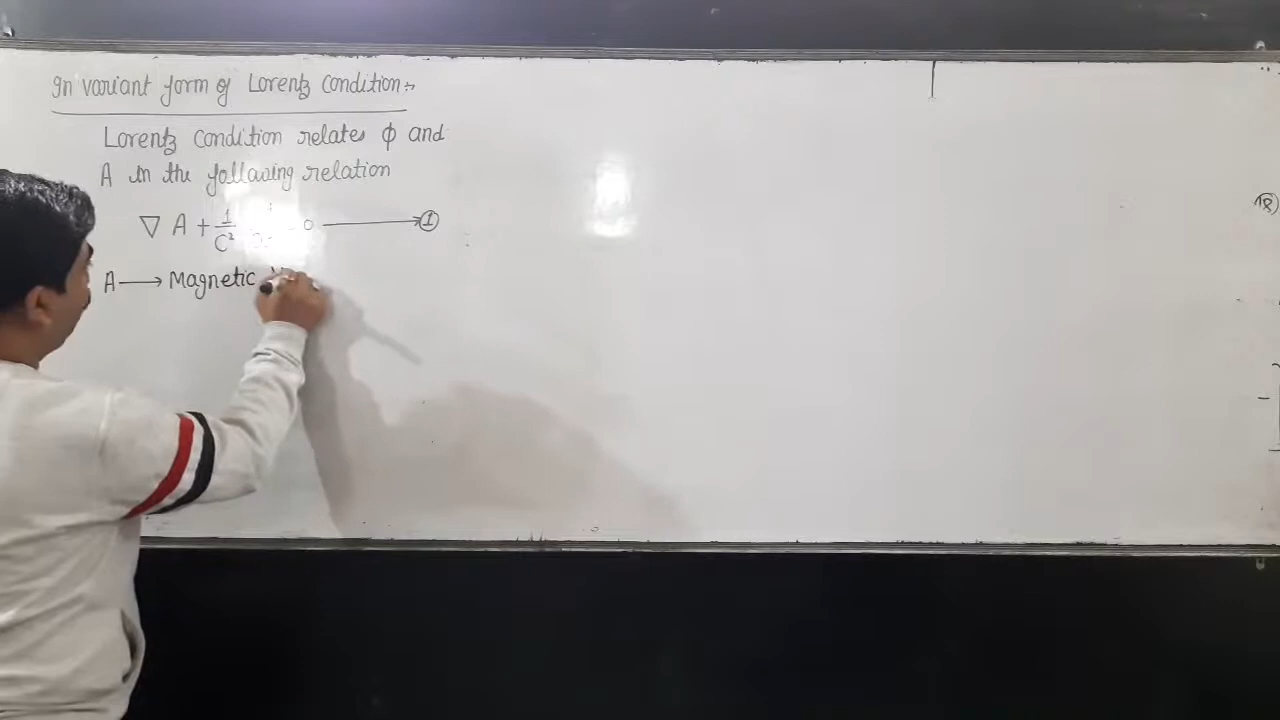 In variant form of Lorentz Condition:-
Lorentz Condition relates ϕ and
A in the following relation
∇ A + 1/C² 0 ⟶ ①
A ⟶ Magnetic
18